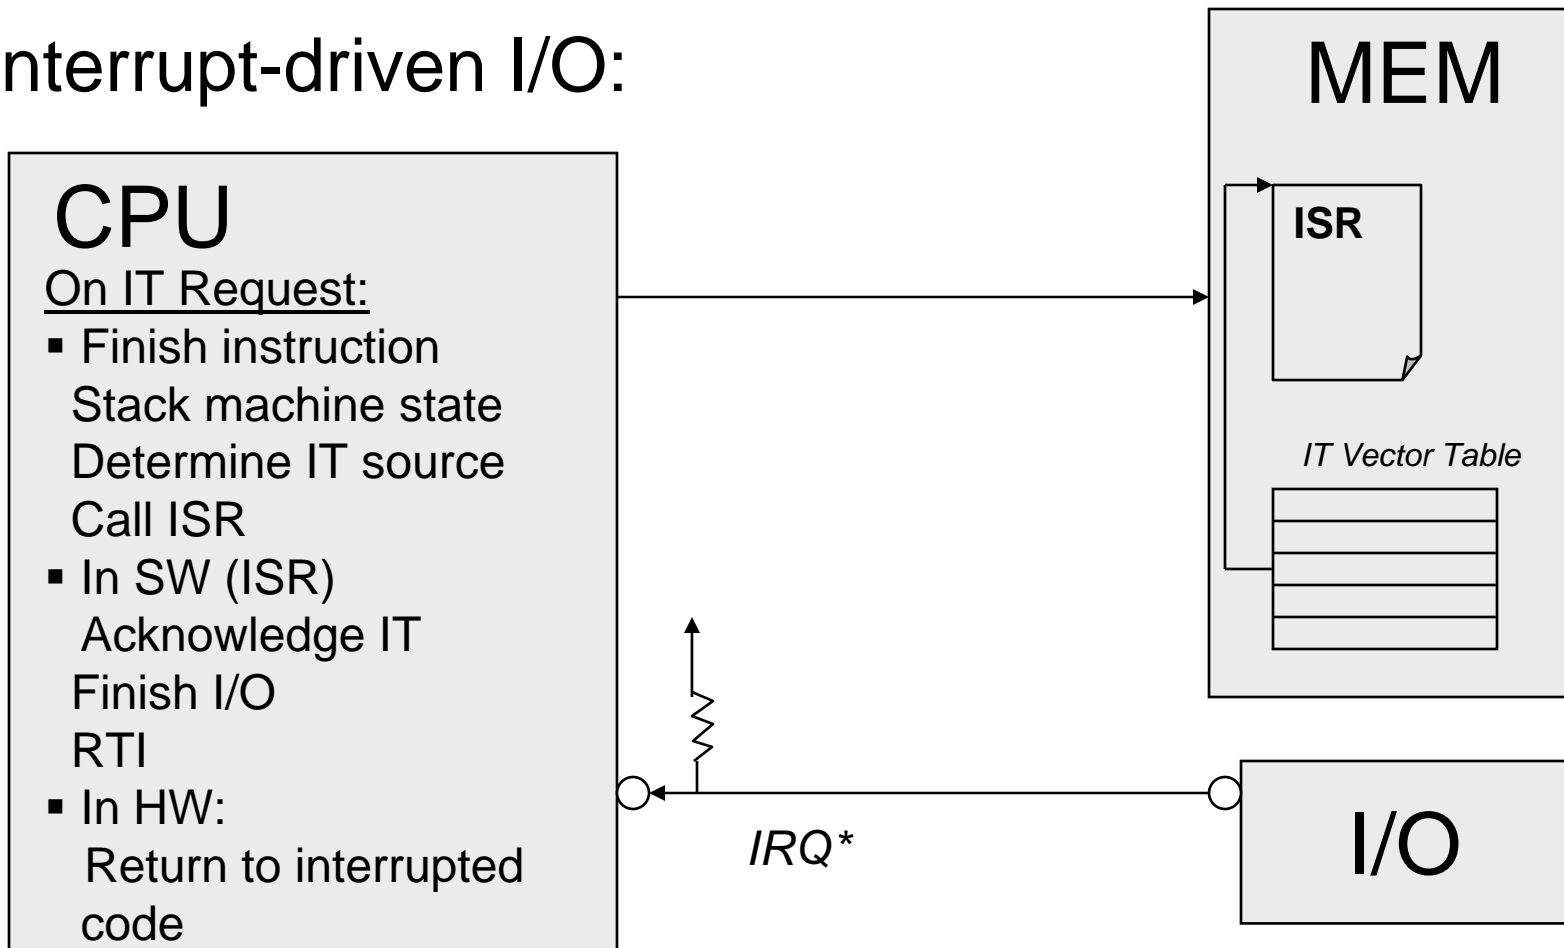 nterrupt-driven I/O:
MEM
CPU
On IT Request:
▪ Finish instruction
Stack machine state
Determine IT source
Call ISR
▪ In SW (ISR)
Acknowledge IT
Finish I/O
RTI
▪ In HW:
Return to interrupted
code
ISR
IT Vector Table
IRQ*
I/O